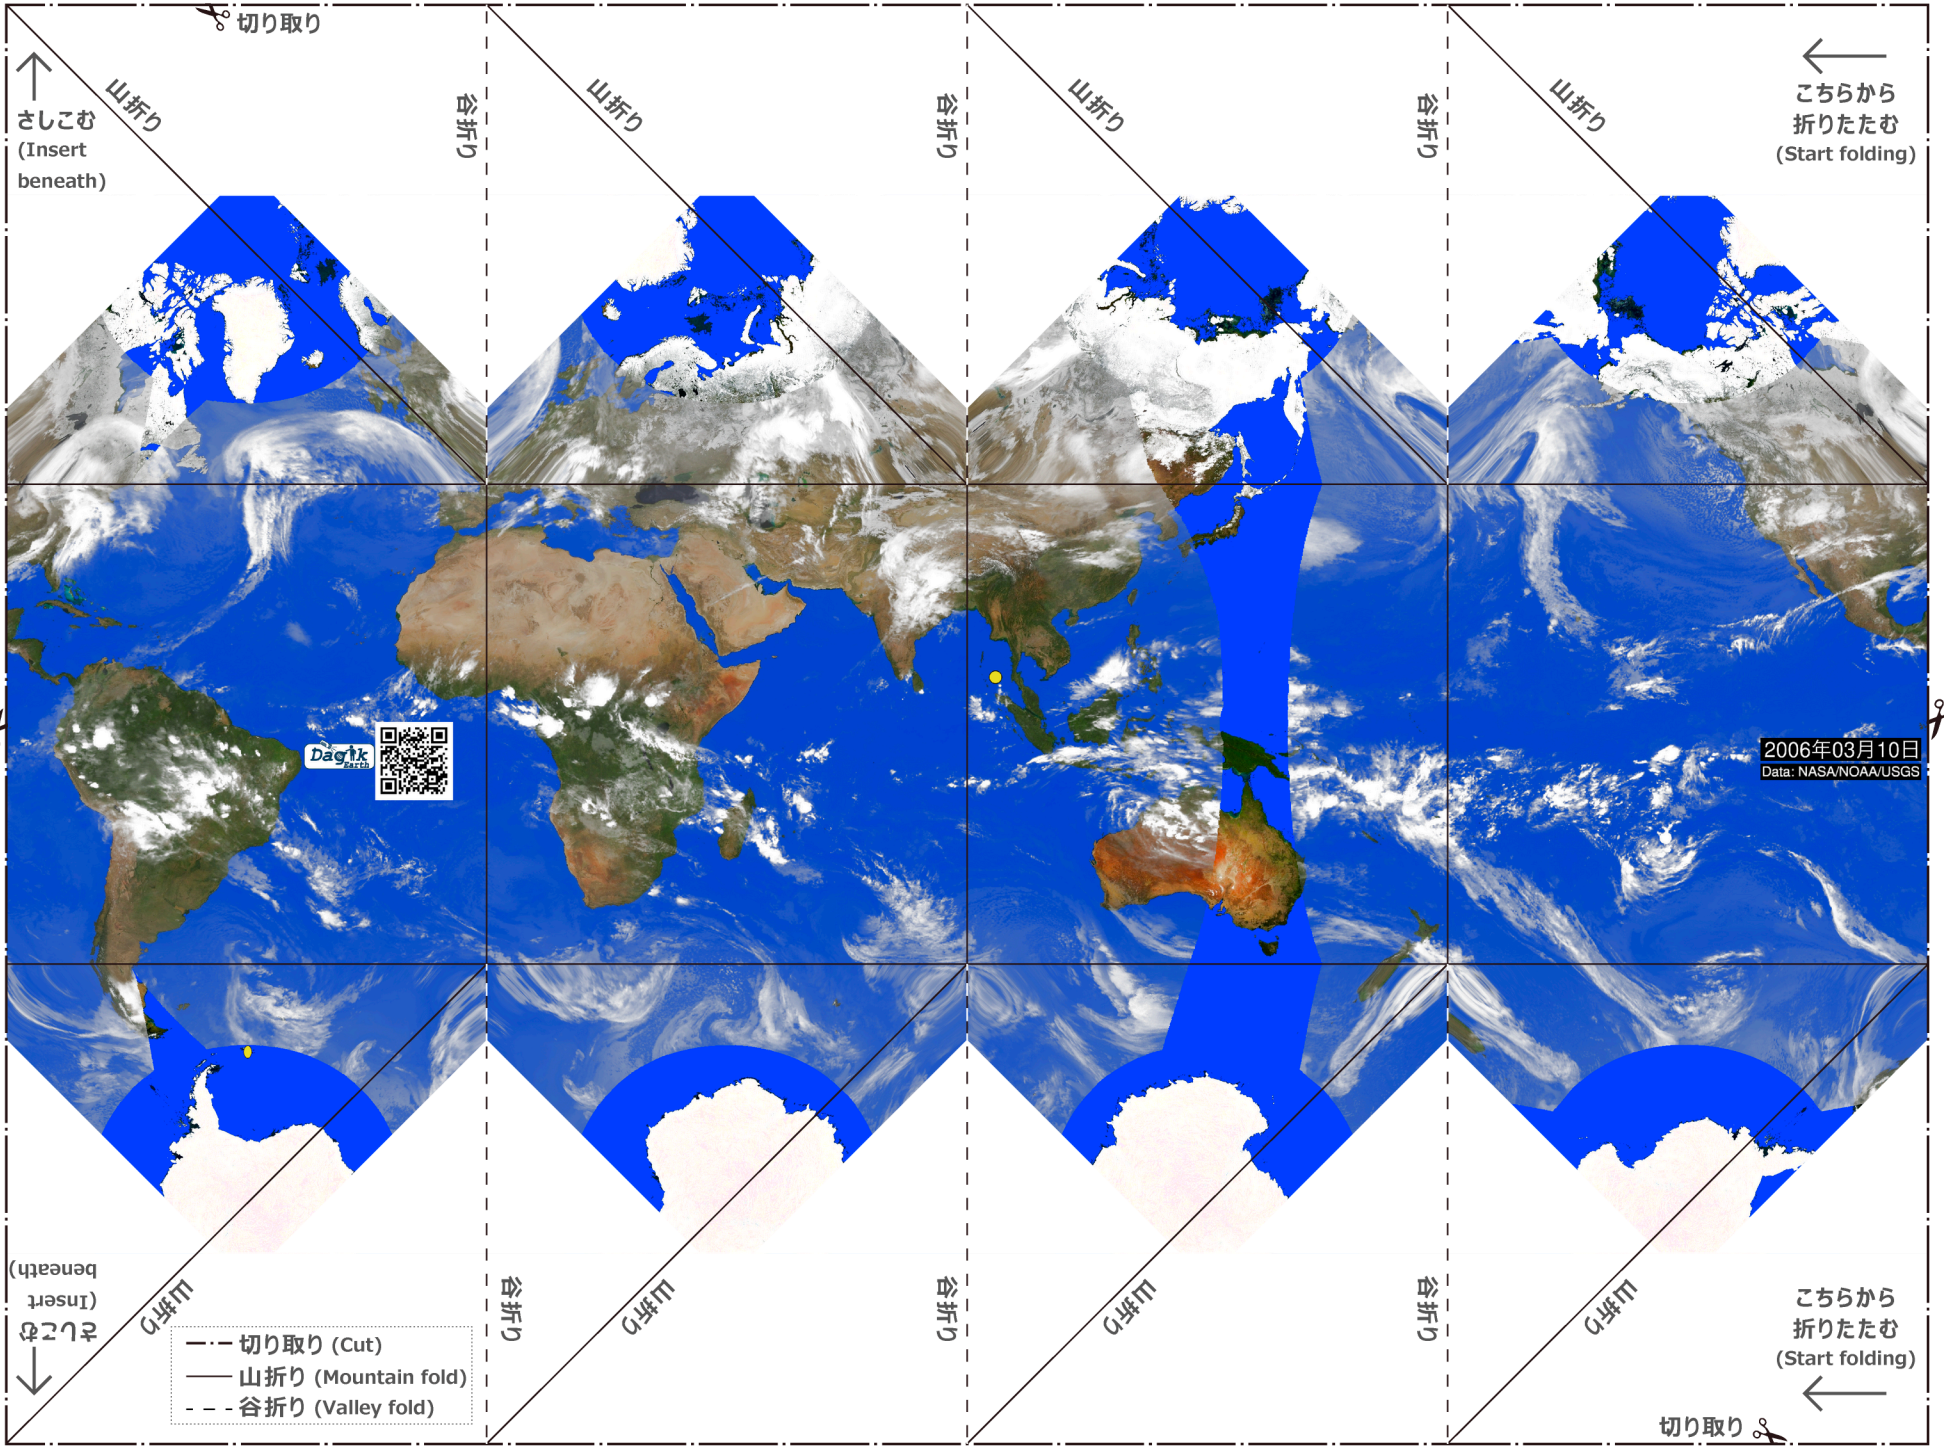 切り取り
山折り
谷折り
山折り
谷折り
山折り
谷折り
山折り
こちらから
折りたたむ
(Start folding)
さしこむ
(Insert
beneath)
Dagik
Earth
2006年03月10日
Data: NASA/NOAA/USGS
さしこむ
(Insert
beneath)
山折り
谷折り
山折り
谷折り
山折り
谷折り
山折り
こちらから
折りたたむ
(Start folding)
切り取り (Cut)
山折り (Mountain fold)
谷折り (Valley fold)
切り取り